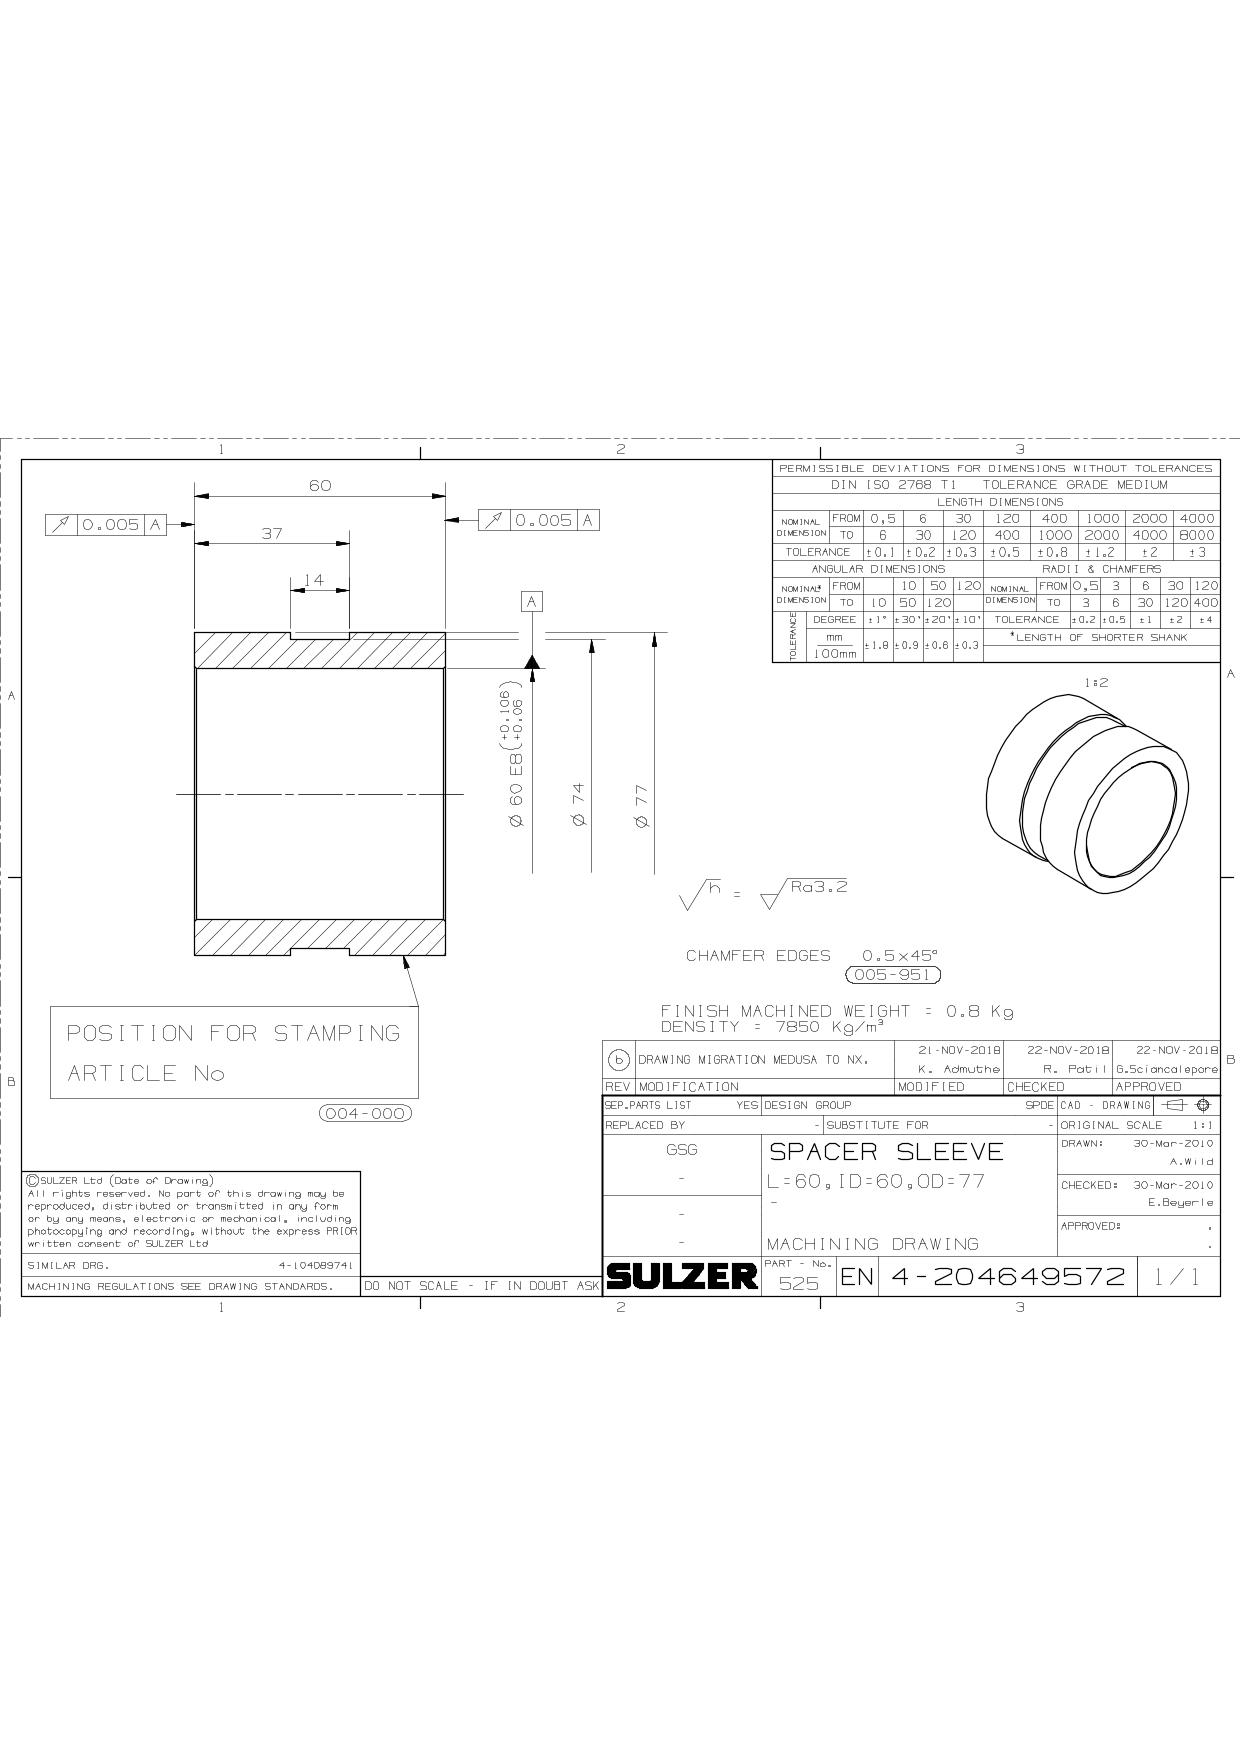 1 2 3
PERMISSIBLE DEVIATIONS FOR DIMENSIONS WITHOUT TOLERANCES
DIN ISO 2768 T1 TOLERANCE GRADE MEDIUM
LENGTH DIMENSIONS
NOMINAL DIMENSION FROM 0,5 6 30 120 400 1000 2000 4000
TO 6 30 120 400 1000 2000 4000 8000
TOLERANCE ±0.1 ±0.2 ±0.3 ±0.5 ±0.8 ±1.2 ±2 ±3
ANGULAR DIMENSIONS RADII & CHAMFERS
NOMINAL* DIMENSION FROM 10 50 120 NOMINAL DIMENSION FROM 0,5 3 6 30 120
TO 10 50 120 TO 3 6 30 120 400
TOLERANCE DEGREE ±1° ±30' ±20' ±10' TOLERANCE ±0.2 ±0.5 ±1 ±2 ±4
mm
100mm ±1.8 ±0.9 ±0.6 ±0.3
*LENGTH OF SHORTER SHANK
60
0.005 A
0.005 A
37
14
A
Ø 60 E8 (+0.106 +0.06)
Ø 74
Ø 77
A
A
1:2
h = Ra3.2
CHAMFER EDGES 0.5x45°
005-951
FINISH MACHINED WEIGHT = 0.8 Kg
DENSITY = 7850 Kg/m³
POSITION FOR STAMPING
ARTICLE No
004-000
B
B
b DRAWING MIGRATION MEDUSA TO NX. 21-NOV-2018 22-NOV-2018 22-NOV-2018
K. Admuthe R. Patil G.Sciancalepore
REV MODIFICATION MODIFIED CHECKED APPROVED
SEP.PARTS LIST YES DESIGN GROUP SPDE CAD - DRAWING
REPLACED BY - SUBSTITUTE FOR - ORIGINAL SCALE 1:1
GSG
-
-
-
SPACER SLEEVE
L=60,ID=60,OD=77
-
MACHINING DRAWING
DRAWN: 30-Mar-2010
A.Wild
CHECKED: 30-Mar-2010
E.Beyerle
APPROVED: .
.
SULZER PART - No. 525 EN 4-204649572 1/1
©SULZER Ltd (Date of Drawing)
All rights reserved. No part of this drawing may be
reproduced, distributed or transmitted in any form
or by any means, electronic or mechanical, including
photocopying and recording, without the express PRIOR
written consent of SULZER Ltd
SIMILAR DRG. 4-104089741
MACHINING REGULATIONS SEE DRAWING STANDARDS. DO NOT SCALE - IF IN DOUBT ASK
1 2 3